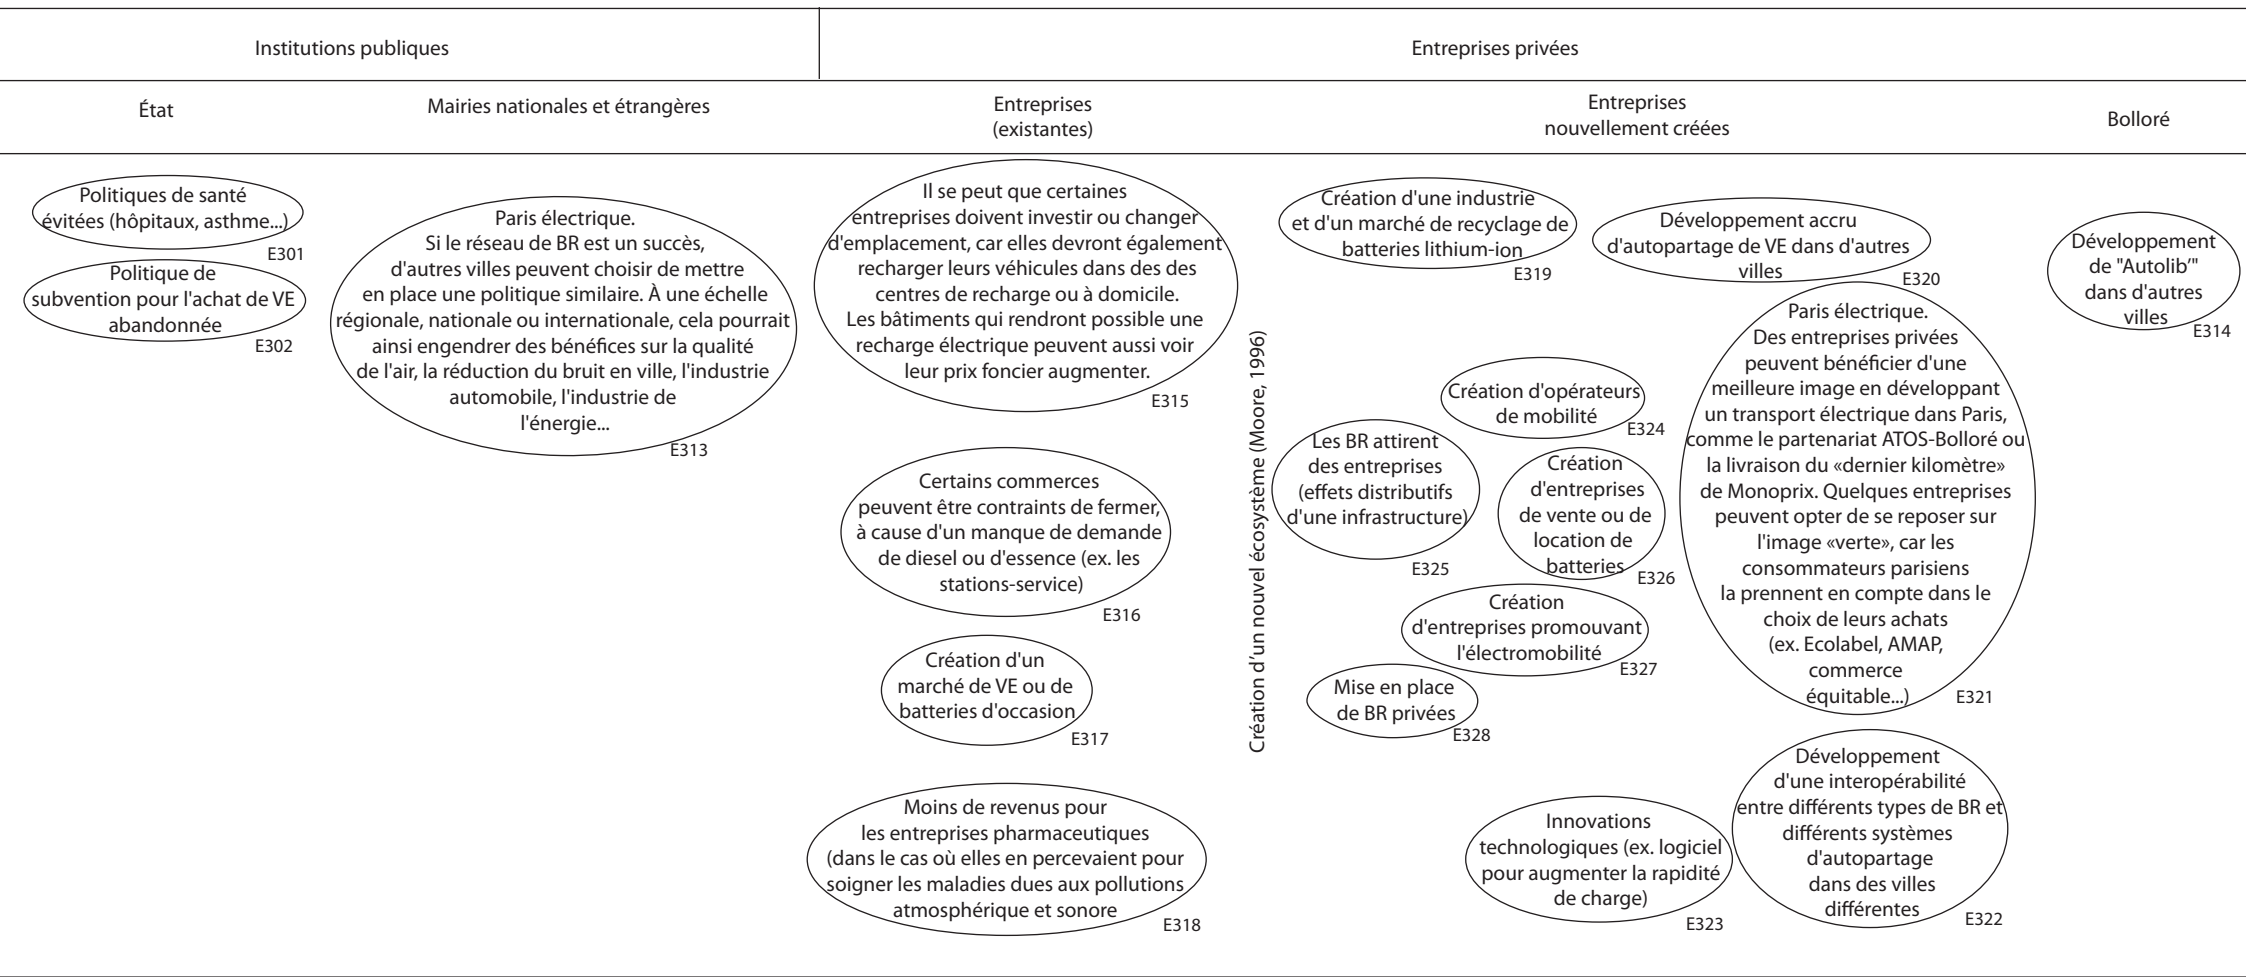 Institutions publiques
Entreprises privées
État
Mairies nationales et étrangères
Entreprises
(existantes)
Entreprises
nouvellement créées
Bolloré
Politiques de santé
évitées (hôpitaux, asthme...)
E301
Politique de
subvention pour l'achat de VE
abandonnée
E302
Paris électrique.
Si le réseau de BR est un succès,
d'autres villes peuvent choisir de mettre
en place une politique similaire. À une échelle
régionale, nationale ou internationale, cela pourrait
ainsi engendrer des bénéfices sur la qualité
de l'air, la réduction du bruit en ville, l'industrie
automobile, l'industrie de
l'énergie...
E313
Il se peut que certaines
entreprises doivent investir ou changer
d'emplacement, car elles devront également
recharger leurs véhicules dans des des
centres de recharge ou à domicile.
Les bâtiments qui rendront possible une
recharge électrique peuvent aussi voir
leur prix foncier augmenter.
E315
Certains commerces
peuvent être contraints de fermer,
à cause d'un manque de demande
de diesel ou d'essence (ex. les
stations-service)
E316
Création d'un
marché de VE ou de
batteries d'occasion
E317
Moins de revenus pour
les entreprises pharmaceutiques
(dans le cas où elles en percevaient pour
soigner les maladies dues aux pollutions
atmosphérique et sonore
E318
Création d'un nouvel écosystème (Moore, 1996)
Création d'une industrie
et d'un marché de recyclage de
batteries lithium-ion
E319
Développement accru
d'autopartage de VE dans d'autres
villes
E320
Création d'opérateurs
de mobilité
E324
Les BR attirent
des entreprises
(effets distributifs
d'une infrastructure)
E325
Création
d'entreprises
de vente ou de
location de
batteries
E326
Création
d'entreprises promouvant
l'électromobilité
E327
Mise en place
de BR privées
E328
Paris électrique.
Des entreprises privées
peuvent bénéficier d'une
meilleure image en développant
un transport électrique dans Paris,
comme le partenariat ATOS-Bolloré ou
la livraison du «dernier kilomètre»
de Monoprix. Quelques entreprises
peuvent opter de se reposer sur
l'image «verte», car les
consommateurs parisiens
la prennent en compte dans le
choix de leurs achats
(ex. Ecolabel, AMAP,
commerce
équitable...)
E321
Innovations
technologiques (ex. logiciel
pour augmenter la rapidité
de charge)
E323
Développement
d'une interopérabilité
entre différents types de BR et
différents systèmes
d'autopartage
dans des villes
différentes
E322
Développement
de "Autolib'"
dans d'autres
villes
E314